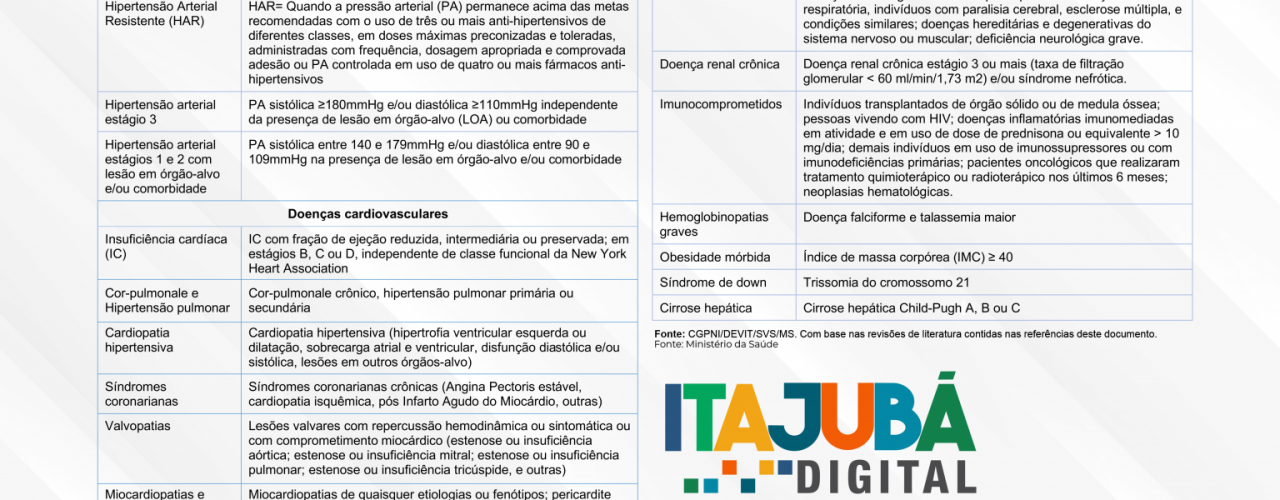 Hipertensão Arterial
Resistente (HAR)
HAR= Quando a pressão arterial (PA) permanece acima das metas
recomendadas com o uso de três ou mais anti-hipertensivos de
diferentes classes, em doses máximas preconizadas e toleradas,
administradas com frequência, dosagem apropriada e comprovada
adesão ou PA controlada em uso de quatro ou mais fármacos anti-
hipertensivos
Hipertensão arterial
estágio 3
PA sistólica ≥180mmHg e/ou diastólica ≥110mmHg independente
da presença de lesão em órgão-alvo (LOA) ou comorbidade
Hipertensão arterial
estágios 1 e 2 com
lesão em órgão-alvo
e/ou comorbidade
PA sistólica entre 140 e 179mmHg e/ou diastólica entre 90 e
109mmHg na presença de lesão em órgão-alvo e/ou comorbidade
Doenças cardiovasculares
Insuficiência cardíaca
(IC)
IC com fração de ejeção reduzida, intermediária ou preservada; em
estágios B, C ou D, independente de classe funcional da New York
Heart Association
Cor-pulmonale e
Hipertensão pulmonar
Cor-pulmonale crônico, hipertensão pulmonar primária ou
secundária
Cardiopatia
hipertensiva
Cardiopatia hipertensiva (hipertrofia ventricular esquerda ou
dilatação, sobrecarga atrial e ventricular, disfunção diastólica e/ou
sistólica, lesões em outros órgãos-alvo)
Síndromes
coronarianas
Síndromes coronarianas crônicas (Angina Pectoris estável,
cardiopatia isquêmica, pós Infarto Agudo do Miocárdio, outras)
Valvopatias
Lesões valvares com repercussão hemodinâmica ou sintomática ou
com comprometimento miocárdico (estenose ou insuficiência
aórtica; estenose ou insuficiência mitral; estenose ou insuficiência
pulmonar; estenose ou insuficiência tricúspide, e outras)
Miocardiopatias e
Miocardiopatias de quaisquer etiologias ou fenótipos; pericardite
respiratória, indivíduos com paralisia cerebral, esclerose múltipla, e
condições similares; doenças hereditárias e degenerativas do
sistema nervoso ou muscular; deficiência neurológica grave.
Doença renal crônica
Doença renal crônica estágio 3 ou mais (taxa de filtração
glomerular < 60 ml/min/1,73 m2) e/ou síndrome nefrótica.
Imunocomprometidos
Indivíduos transplantados de órgão sólido ou de medula óssea;
pessoas vivendo com HIV; doenças inflamatórias imunomediadas
em atividade e em uso de dose de prednisona ou equivalente > 10
mg/dia; demais indivíduos em uso de imunossupressores ou com
imunodeficiências primárias; pacientes oncológicos que realizaram
tratamento quimioterápico ou radioterápico nos últimos 6 meses;
neoplasias hematológicas.
Hemoglobinopatias
graves
Doença falciforme e talassemia maior
Obesidade mórbida
Índice de massa corpórea (IMC) ≥ 40
Síndrome de down
Trissomia do cromossomo 21
Cirrose hepática
Cirrose hepática Child-Pugh A, B ou C
Fonte: CGPNI/DEVIT/SVS/MS. Com base nas revisões de literatura contidas nas referências deste documento.
Fonte: Ministério da Saúde
ITAJUBÁ
DIGITAL